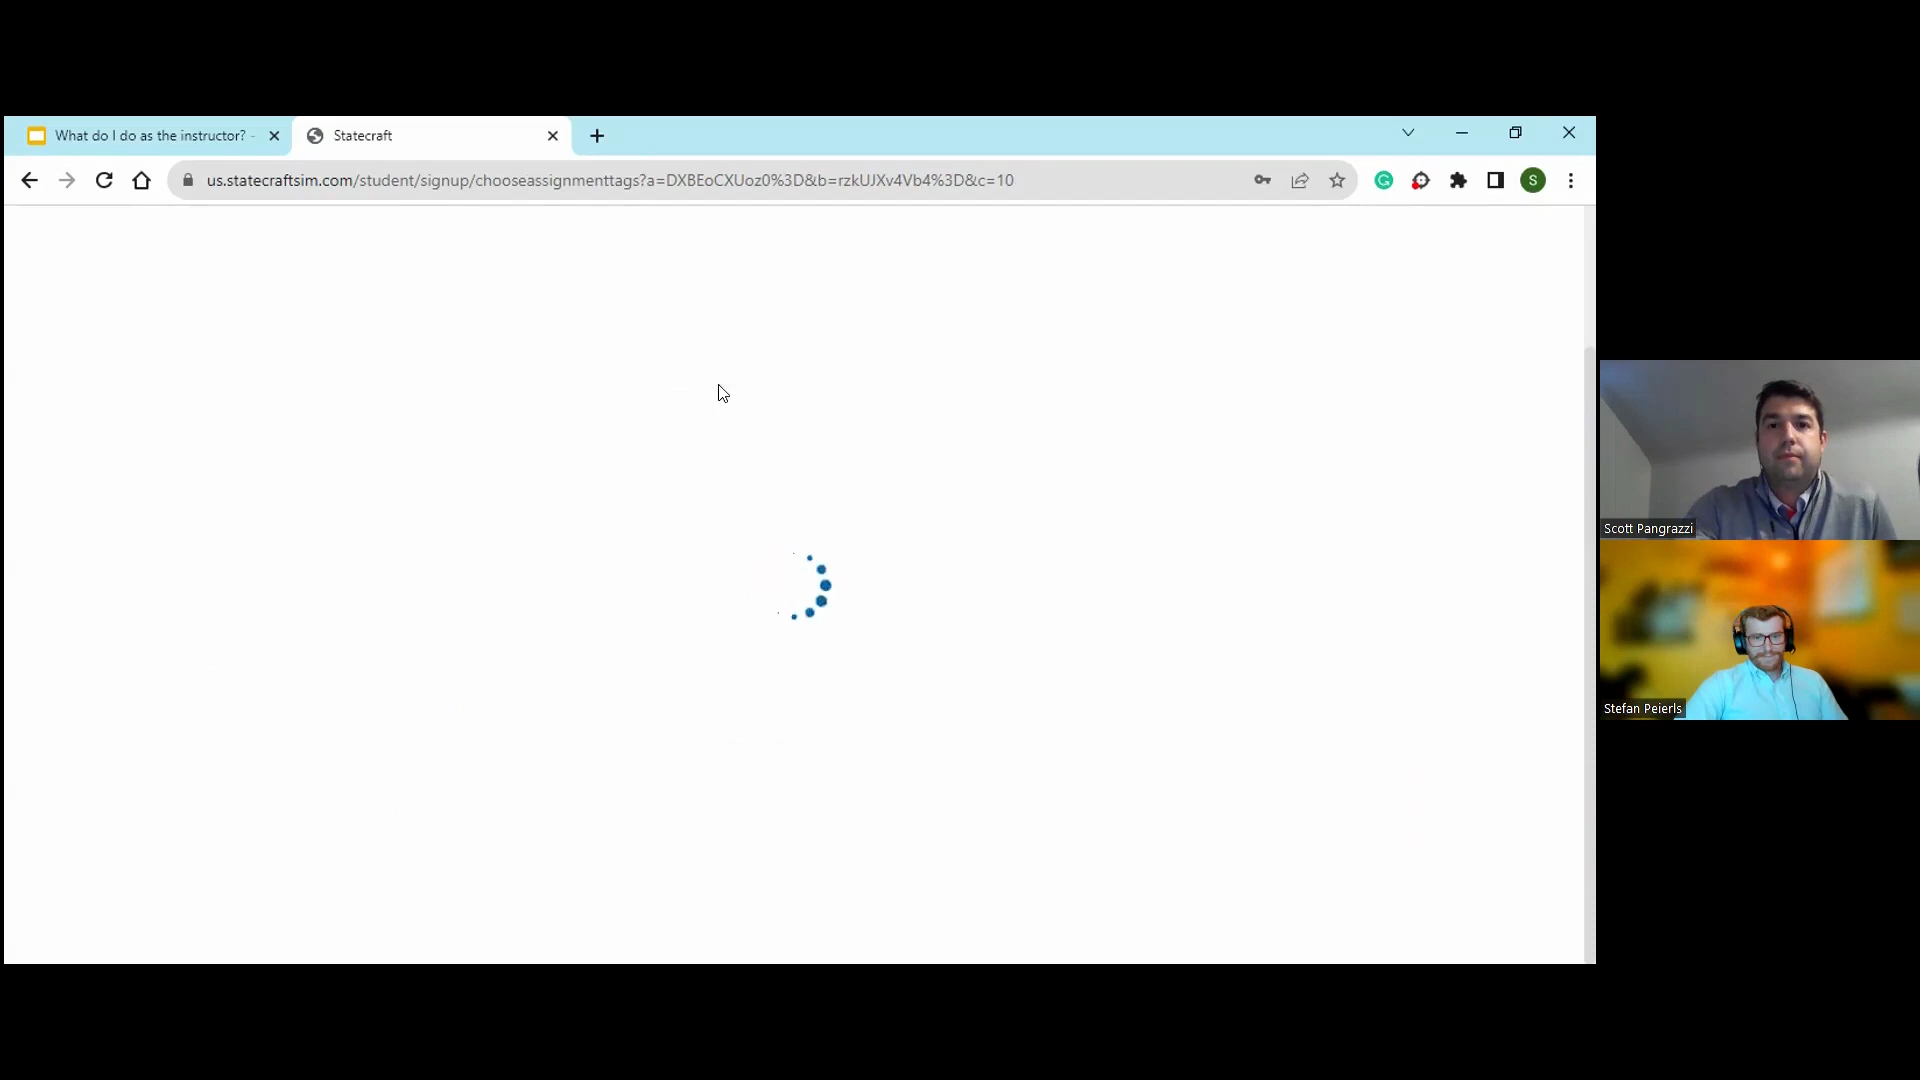 What do I do as the instructor? -
Statecraft
us.statecraftsim.com/student/signup/chooseassignmenttags?a=DXBEoCXUoz0%3D&b=rzkUJXv4Vb4%3D&c=10
S
Scott Pangrazzi
Stefan Peierls